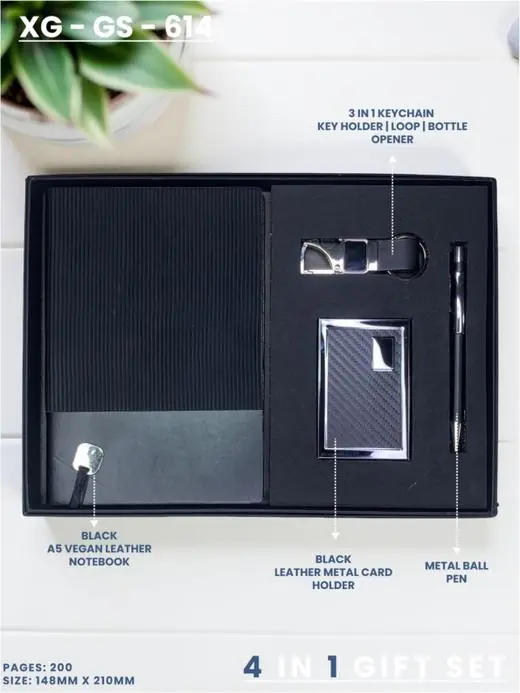 XG - GS - 614
3 IN 1 KEYCHAIN
KEY HOLDER | LOOP | BOTTLE
OPENER
BLACK
A5 VEGAN LEATHER
NOTEBOOK
BLACK
LEATHER METAL CARD
HOLDER
METAL BALL
PEN
PAGES: 200
SIZE: 148MM X 210MM
4 IN 1 GIFT SET